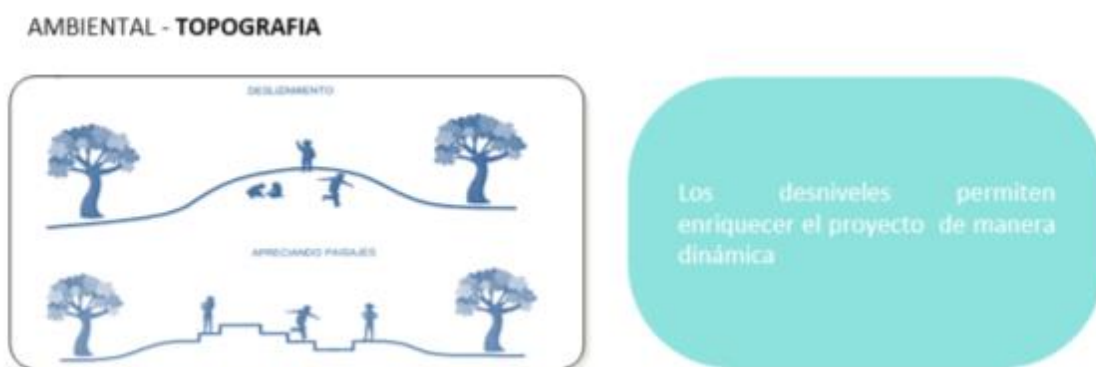 AMBIENTAL - TOPOGRAFIA
DESLIZAMIENTO
APRECIANDO PAISAJES
Los desniveles permiten
enriquecer el proyecto de manera
dinámica